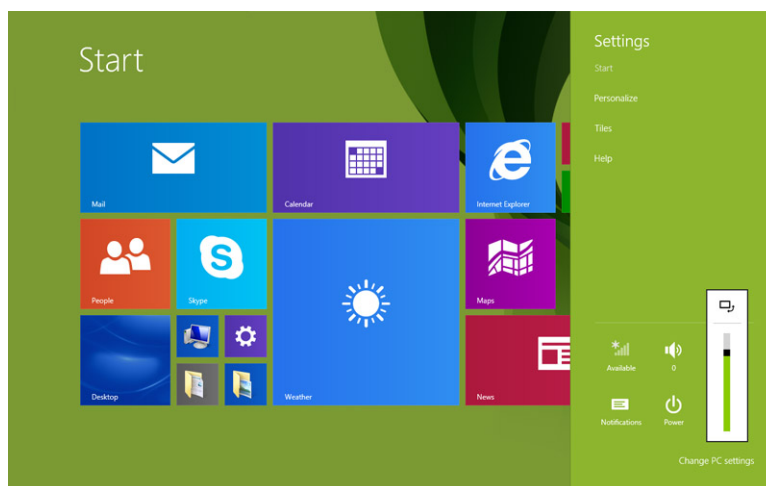 Start
Mail
Calendar
Internet Explorer
People
Skype
Maps
Desktop
Weather
News
Settings
Start
Personalize
Tiles
Help
Available
0
Notifications
Power
Change PC settings